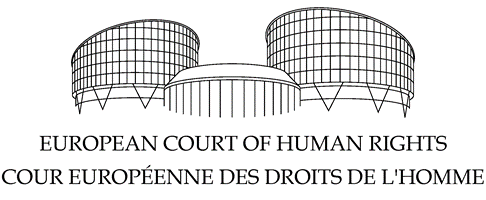 EUROPEAN COURT OF HUMAN RIGHTS
COUR EUROPÉENNE DES DROITS DE L'HOMME